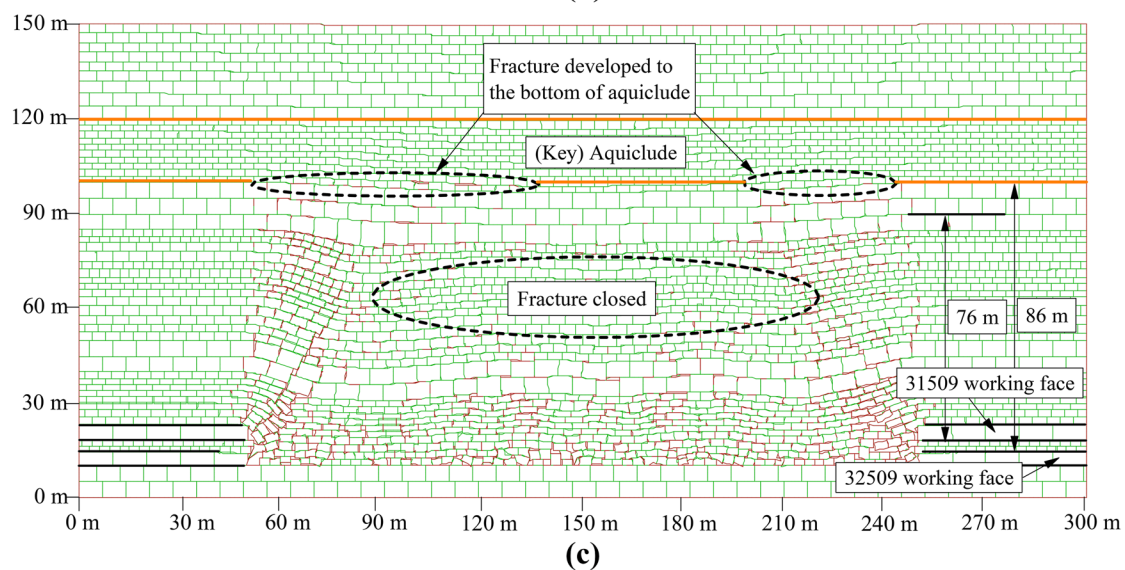 150 m
Fracture developed to
the bottom of aquiclude
120 m
(Key) Aquiclude
90 m
Fracture closed
76 m
86 m
60 m
31509 working face
30 m
32509 working face
0 m
0 m 30 m 60 m 90 m 120 m 150 m 180 m 210 m 240 m 270 m 300 m
(c)